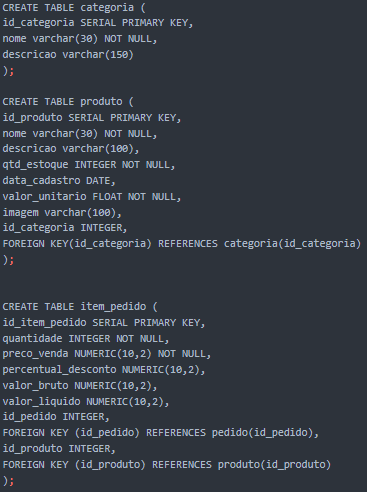 CREATE TABLE categoria (
id_categoria SERIAL PRIMARY KEY,
nome varchar(30) NOT NULL,
descricao varchar(150)
);
CREATE TABLE produto (
id_produto SERIAL PRIMARY KEY,
nome varchar(30) NOT NULL,
descricao varchar(100),
qtd_estoque INTEGER NOT NULL,
data_cadastro DATE,
valor_unitario FLOAT NOT NULL,
imagem varchar(100),
id_categoria INTEGER,
FOREIGN KEY(id_categoria) REFERENCES categoria(id_categoria)
);
CREATE TABLE item_pedido (
id_item_pedido SERIAL PRIMARY KEY,
quantidade INTEGER NOT NULL,
preco_venda NUMERIC(10,2) NOT NULL,
percentual_desconto NUMERIC(10,2),
valor_bruto NUMERIC(10,2),
valor_liquido NUMERIC(10,2),
id_pedido INTEGER,
FOREIGN KEY (id_pedido) REFERENCES pedido(id_pedido),
id_produto INTEGER,
FOREIGN KEY (id_produto) REFERENCES produto(id_produto)
);